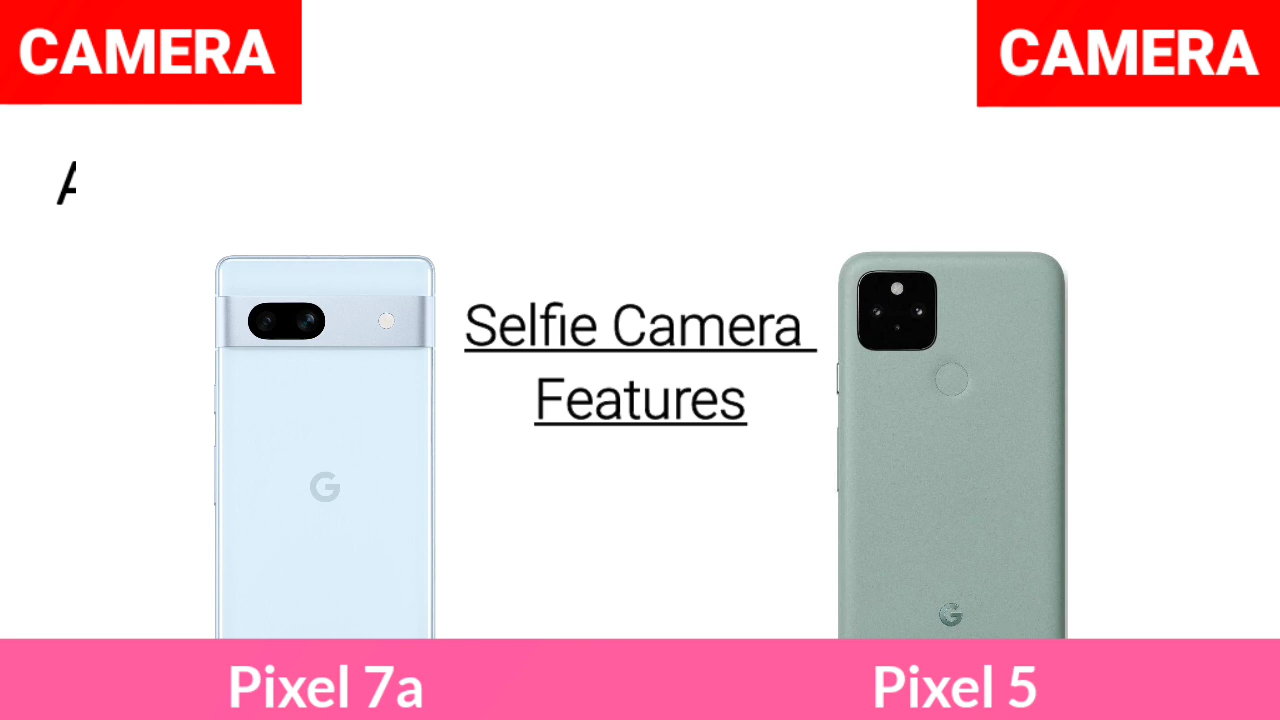 CAMERA
CAMERA
A
Selfie Camera
Features
Pixel 7a
Pixel 5